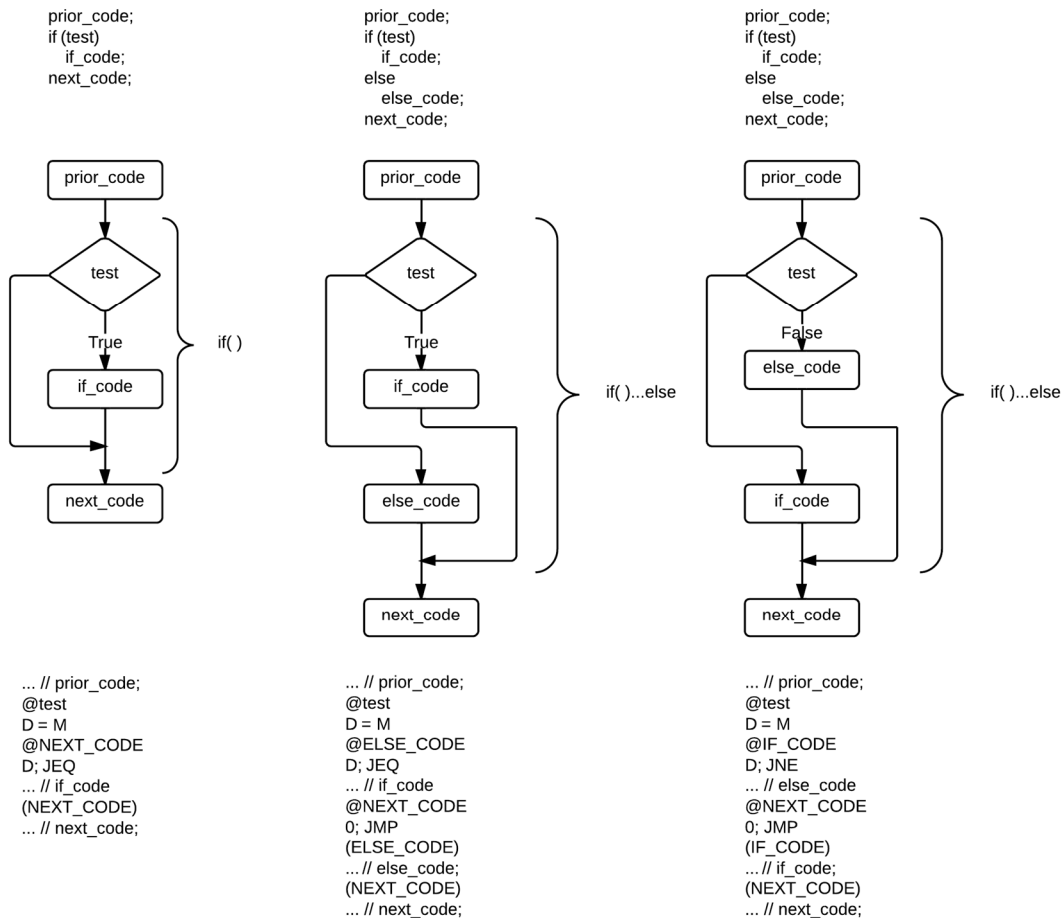 prior_code;
if (test)
if_code;
next_code;
prior_code
test
True
if_code
next_code
if( )
... // prior_code;
@test
D = M
@NEXT_CODE
D; JEQ
... // if_code
(NEXT_CODE)
... // next_code;
prior_code;
if (test)
if_code;
else
else_code;
next_code;
prior_code
test
True
if_code
else_code
next_code
if( )...else
... // prior_code;
@test
D = M
@ELSE_CODE
D; JEQ
... // if_code
@NEXT_CODE
0; JMP
(ELSE_CODE)
... // else_code;
(NEXT_CODE)
... // next_code;
prior_code;
if (test)
if_code;
else
else_code;
next_code;
prior_code
test
False
else_code
if_code
next_code
if( )...else
... // prior_code;
@test
D = M
@IF_CODE
D; JNE
... // else_code
@NEXT_CODE
0; JMP
(IF_CODE)
... // if_code;
(NEXT_CODE)
... // next_code;